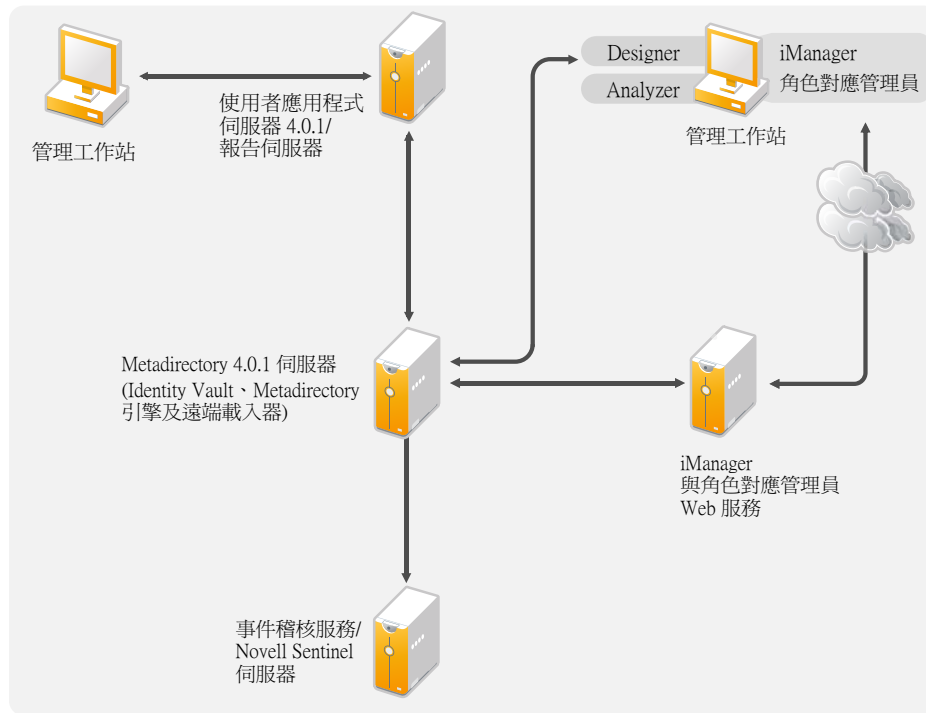 管理工作站
使用者應用程式
伺服器 4.0.1/
報告伺服器
Designer
Analyzer
iManager
角色對應管理員
管理工作站
Metadirectory 4.0.1 伺服器
(Identity Vault、Metadirectory
引擎及遠端載入器)
iManager
與角色對應管理員
Web 服務
事件稽核服務/
Novell Sentinel
伺服器